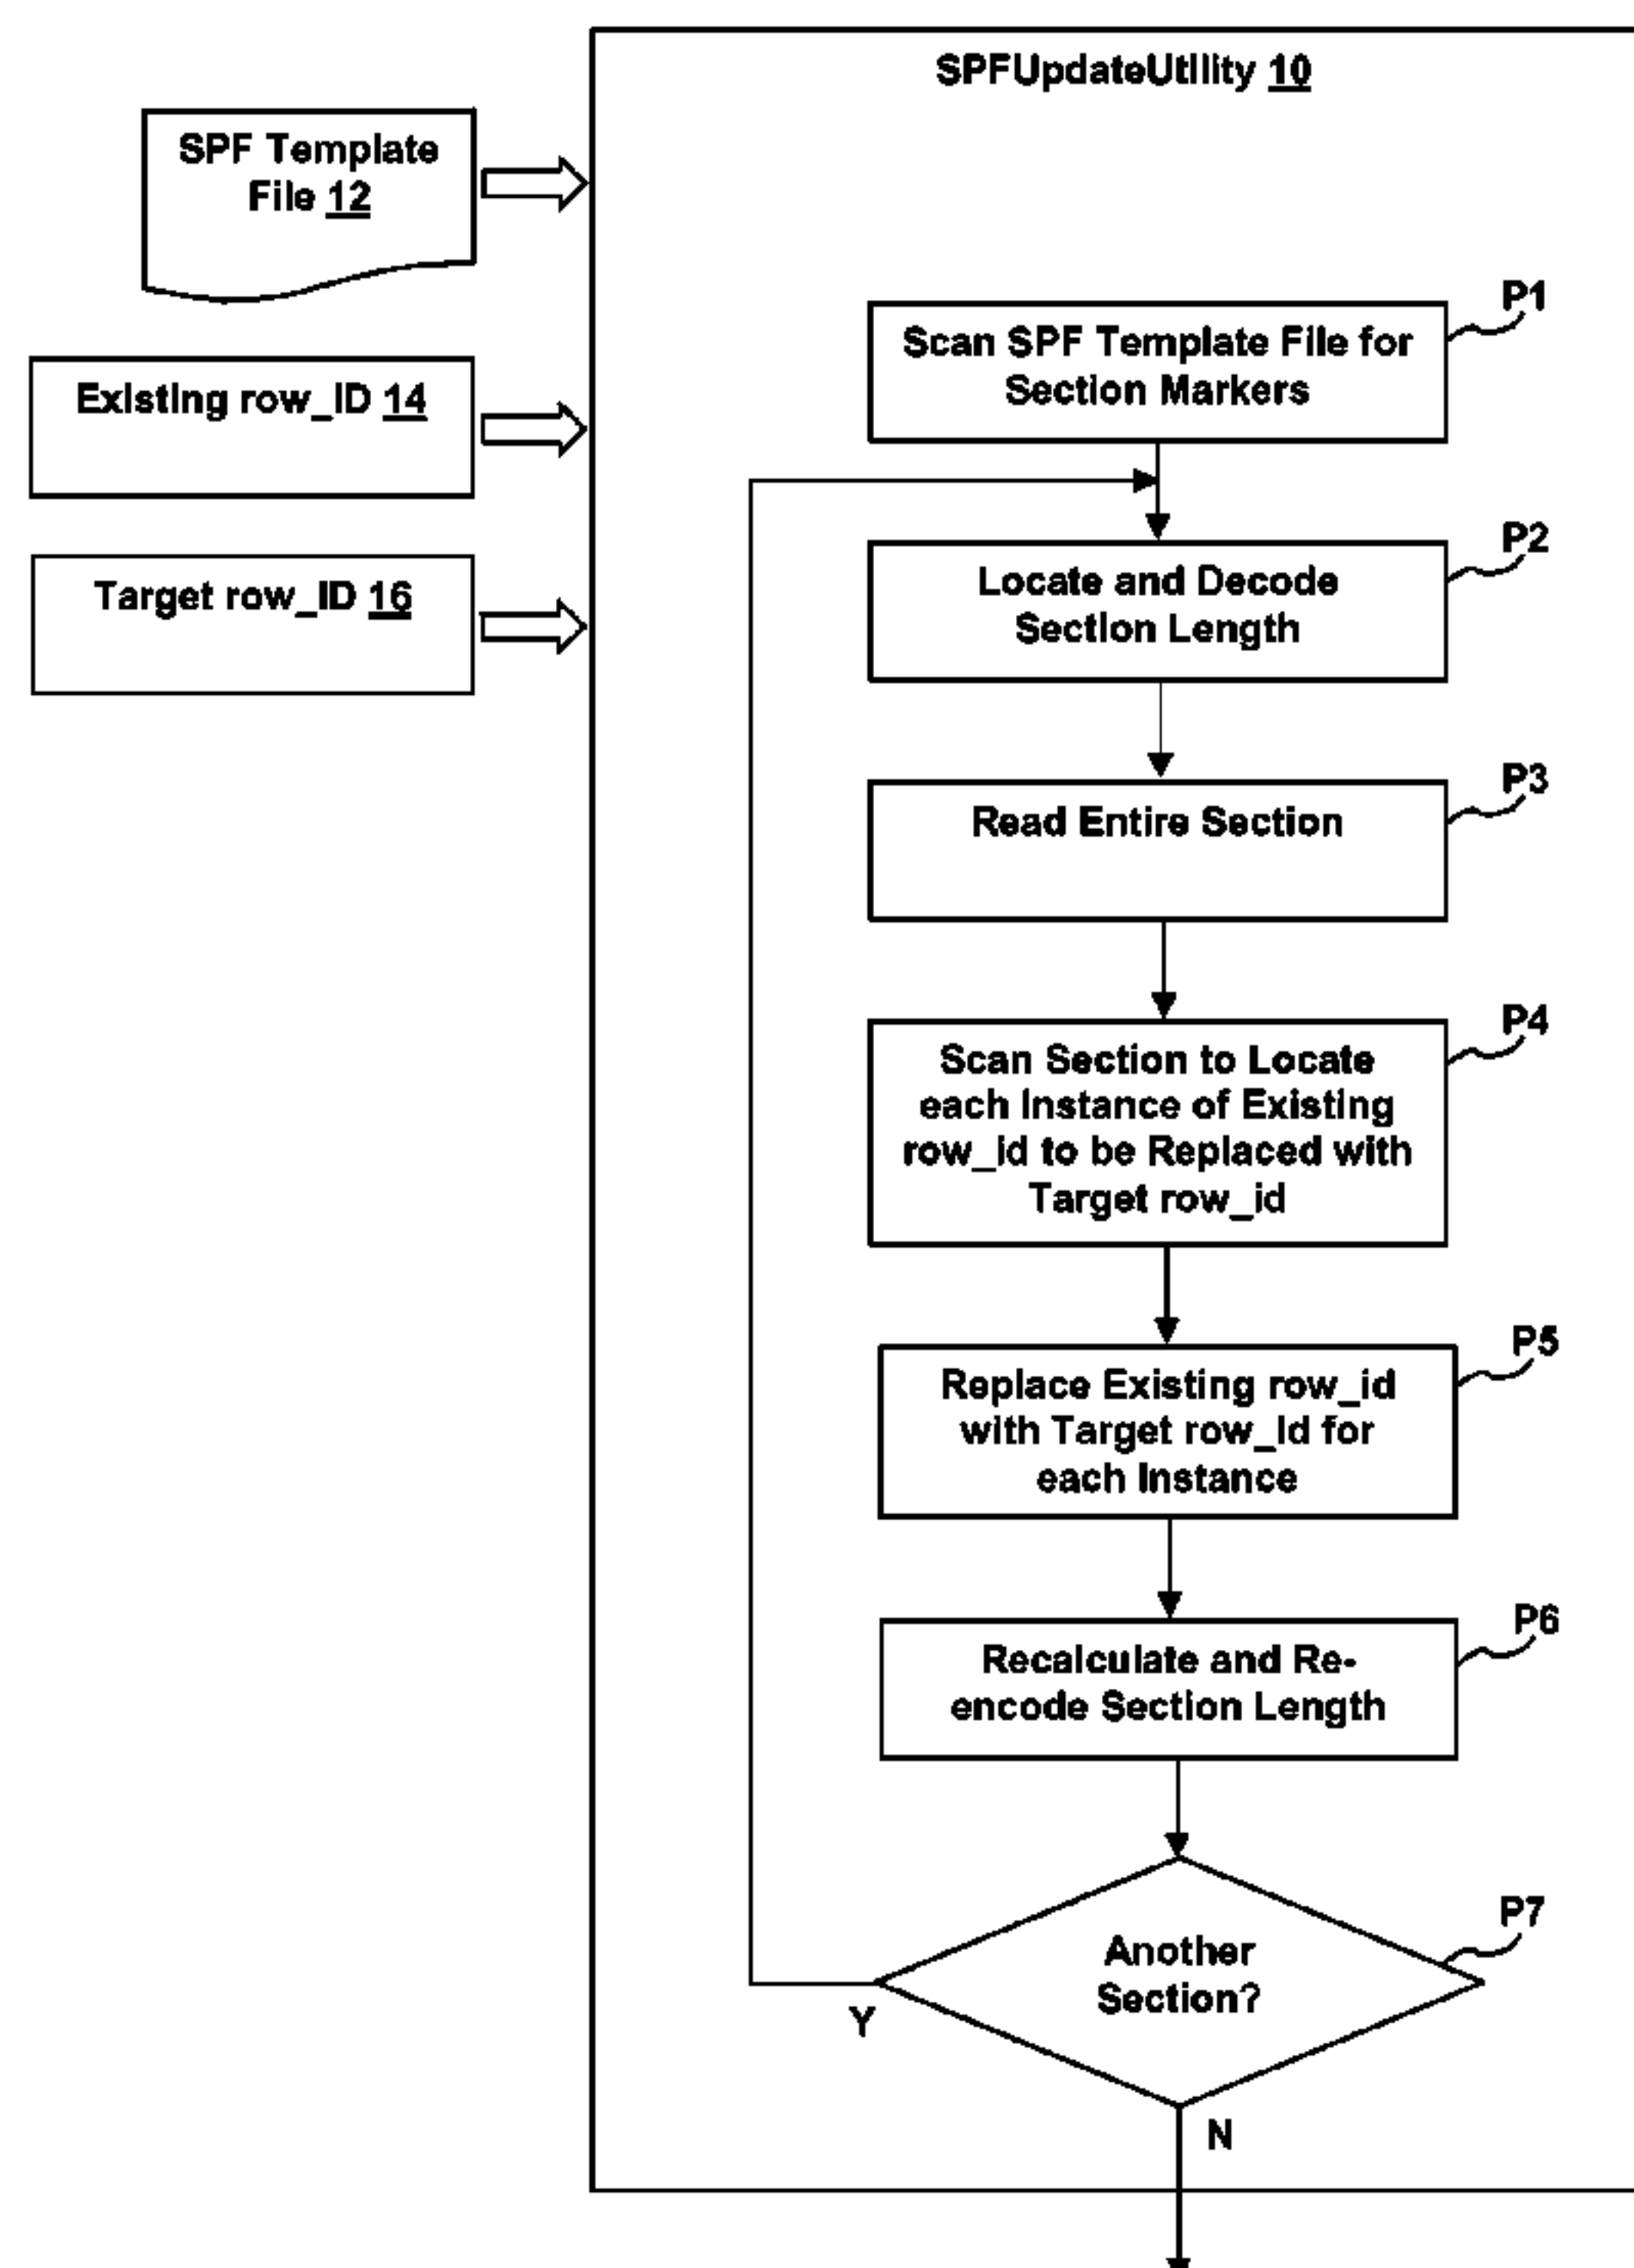 SPFUpdateUtility 10
SPF Template
File 12
Existing row_ID 14
Target row_ID 16
P1
Scan SPF Template File for
Section Markers
P2
Locate and Decode
Section Length
P3
Read Entire Section
P4
Scan Section to Locate
each Instance of Existing
row_id to be Replaced with
Target row_id
P5
Replace Existing row_id
with Target row_id for
each Instance
P6
Recalculate and Re-
encode Section Length
P7
Another
Section?
Y
N